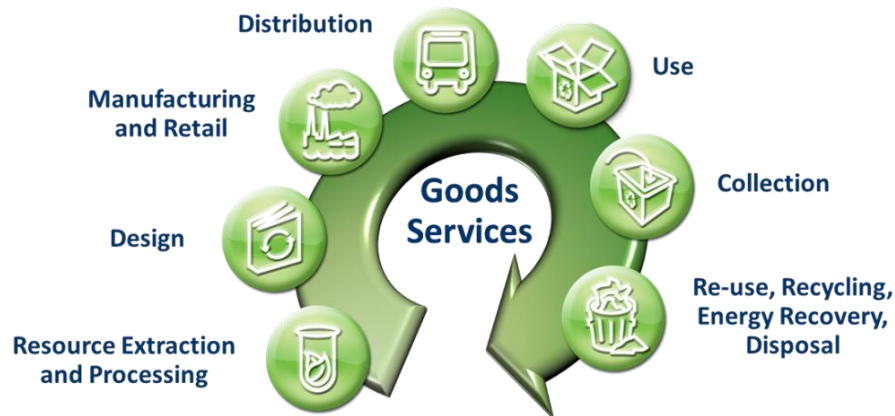 Distribution
Use
Manufacturing
and Retail
Collection
Goods
Services
Design
Re-use, Recycling,
Energy Recovery,
Disposal
Resource Extraction
and Processing